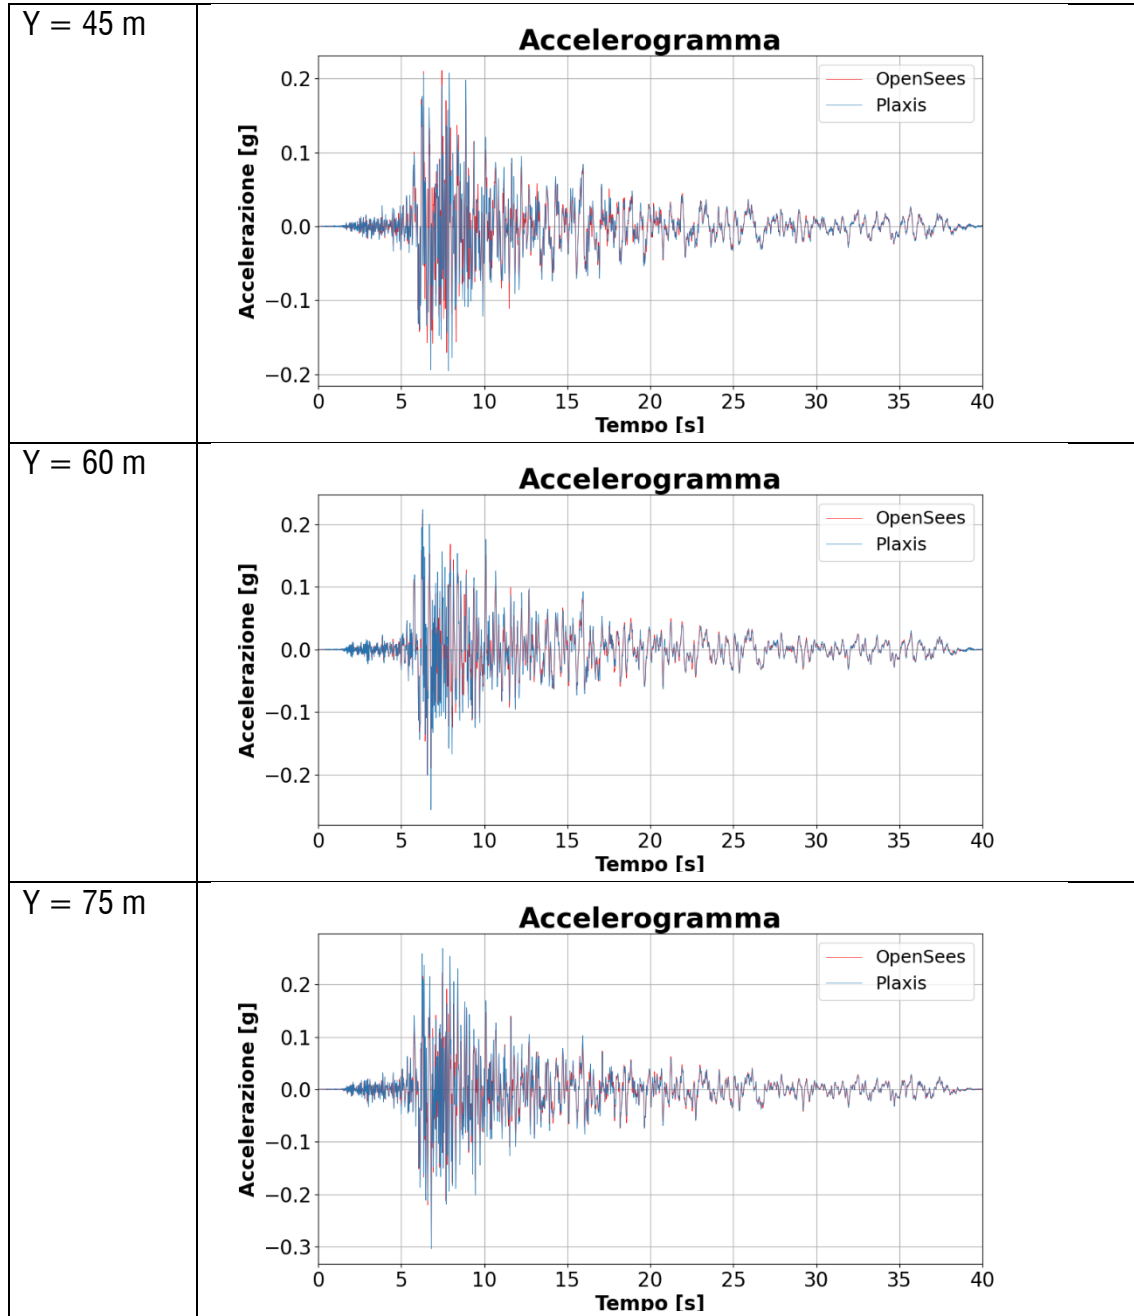 Y = 45 m
Accelerogramma
OpenSees
Plaxis
Accelerazione [g]
0.2
0.1
0.0
−0.1
−0.2
0 5 10 15 20 25 30 35 40
Tempo [s]
Y = 60 m
Accelerogramma
OpenSees
Plaxis
Accelerazione [g]
0.2
0.1
0.0
−0.1
−0.2
0 5 10 15 20 25 30 35 40
Tempo [s]
Y = 75 m
Accelerogramma
OpenSees
Plaxis
Accelerazione [g]
0.2
0.1
0.0
−0.1
−0.2
−0.3
0 5 10 15 20 25 30 35 40
Tempo [s]